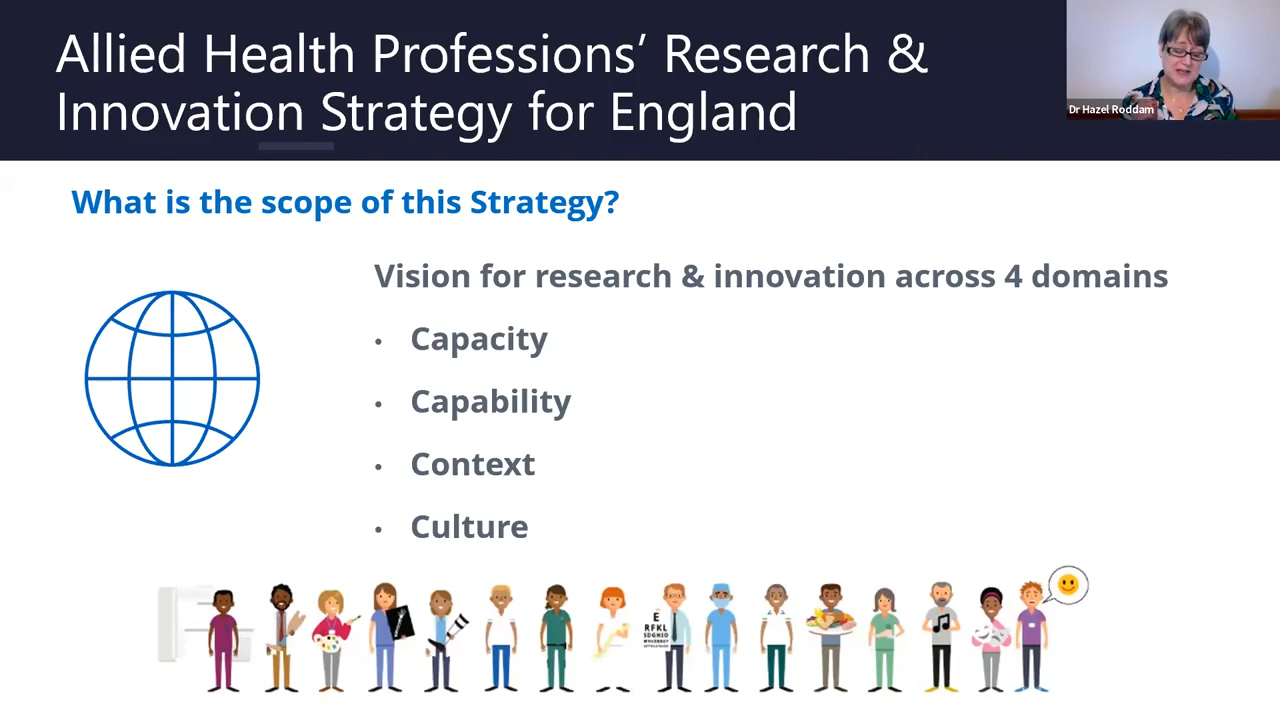 Allied Health Professions’ Research &
Innovation Strategy for England
Dr Hazel Roddam
What is the scope of this Strategy?
Vision for research & innovation across 4 domains
• Capacity
• Capability
• Context
• Culture
E
RFKL